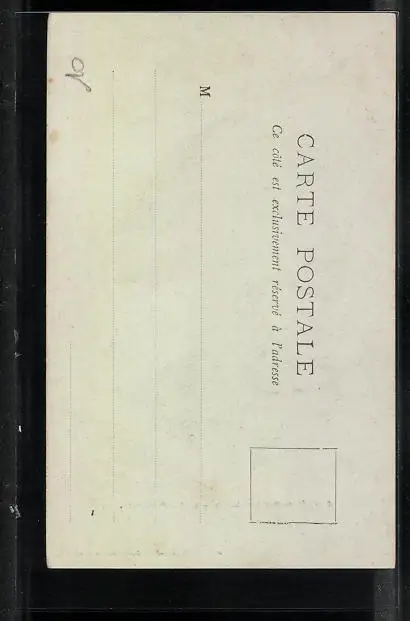 CARTE POSTALE
Ce côté est exclusivement réservé à l'adresse
M